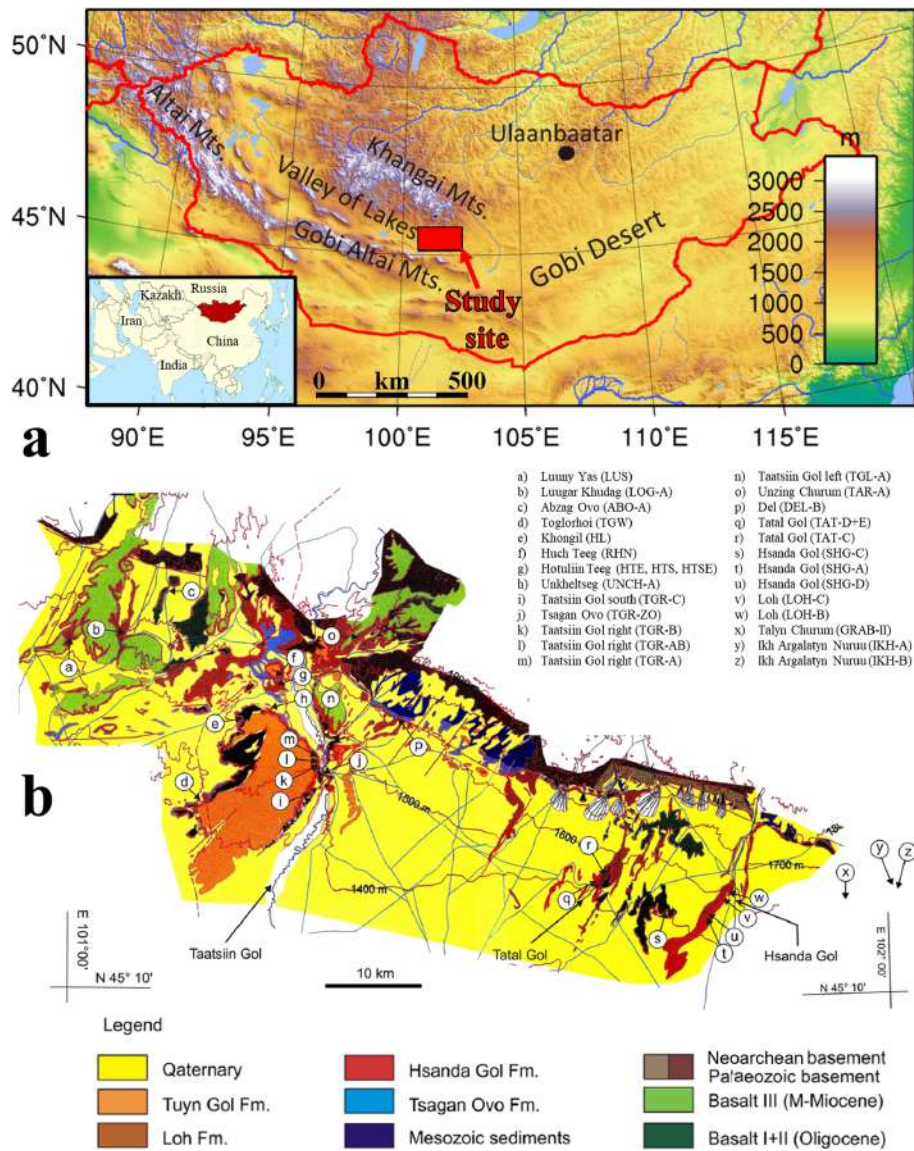 50°N
45°N
40°N
90°E
95°E
100°E
105°E
110°E
115°E
Altai Mts.
Khangai Mts.
Valley of Lakes
Gobi Altai Mts.
Ulaanbaatar
Gobi Desert
Study
site
0 km 500
m
3000
2500
2000
1500
1000
500
0
Russia
Kazakh.
Iran
China
India
a
a) Luuny Yas (LUS)
b) Luugar Khudag (LOG-A)
c) Abzag Ovo (ABO-A)
d) Toglorhoi (TGW)
e) Khongil (HL)
f) Huch Teeg (RHN)
g) Hotuliin Teeg (HTE, HTS, HTSE)
h) Unkheltseg (UNCH-A)
i) Taatsiin Gol south (TGR-C)
j) Tsagan Ovo (TGR-ZO)
k) Taatsiin Gol right (TGR-B)
l) Taatsiin Gol right (TGR-AB)
m) Taatsiin Gol right (TGR-A)
n) Taatsiin Gol left (TGL-A)
o) Unzing Churum (TAR-A)
p) Del (DEL-B)
q) Tatal Gol (TAT-D+E)
r) Tatal Gol (TAT-C)
s) Hsanda Gol (SHG-C)
t) Hsanda Gol (SHG-A)
u) Hsanda Gol (SHG-D)
v) Loh (LOH-C)
w) Loh (LOH-B)
x) Talyn Churum (GRAB-II)
y) Ikh Argalatyn Nuruu (IKH-A)
z) Ikh Argalatyn Nuruu (IKH-B)
c
b
a
o
f
g
h
n
e
m
l
k
i
j
p
d
b
r
q
s
x
y
z
w
v
u
t
1500 m
1600
1400 m
1700 m
Taatsiin Gol
Tatal Gol
Hsanda Gol
E 101°00'
N 45° 10'
10 km
E 102° 00'
N 45° 10'
Legend
Qaternary
Tuyn Gol Fm.
Loh Fm.
Hsanda Gol Fm.
Tsagan Ovo Fm.
Mesozoic sediments
Neoarchean basement
Palaeozoic basement
Basalt III (M-Miocene)
Basalt I+II (Oligocene)